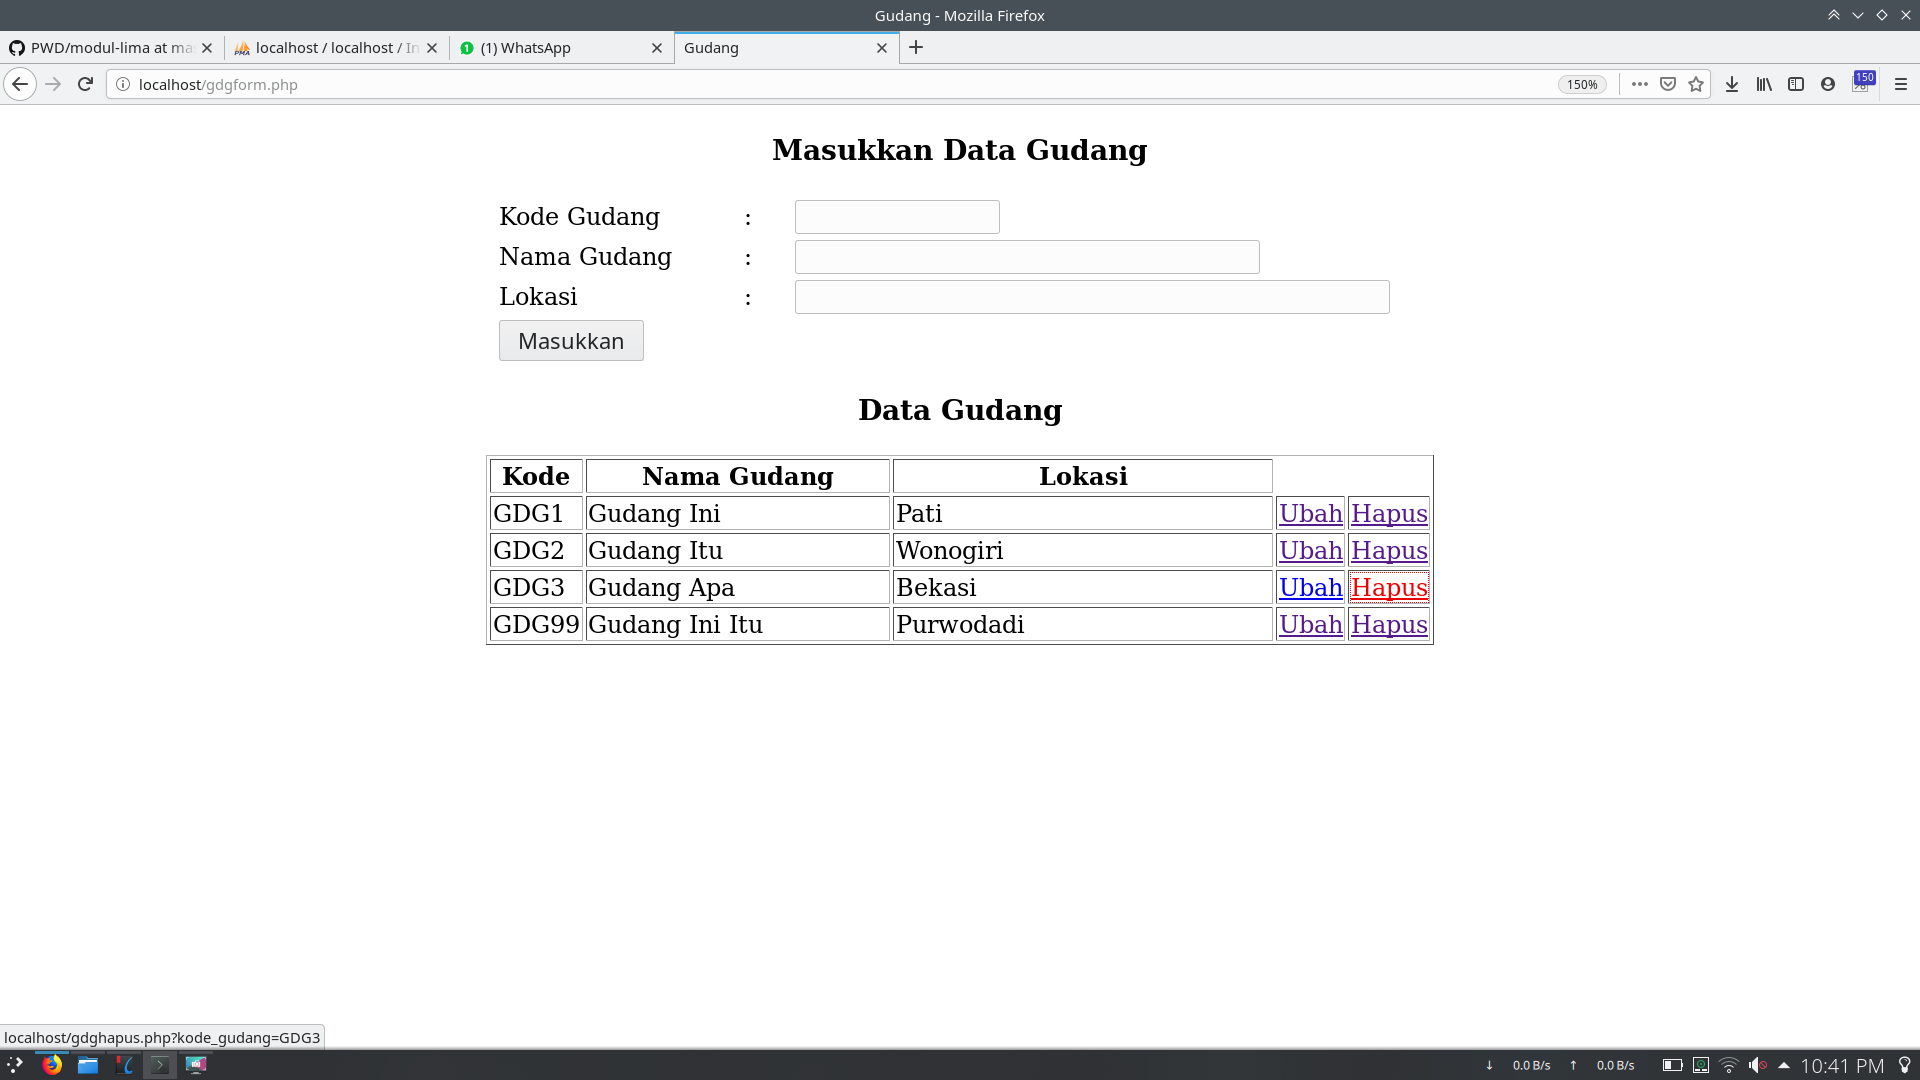 Gudang - Mozilla Firefox
PWD/modul-lima at ma
localhost / localhost / In
(1) WhatsApp
Gudang
localhost/gdgform.php
150%
150
Masukkan Data Gudang
Kode Gudang :
Nama Gudang :
Lokasi :
Masukkan
Data Gudang
Kode Nama Gudang Lokasi
GDG1 Gudang Ini Pati Ubah Hapus
GDG2 Gudang Itu Wonogiri Ubah Hapus
GDG3 Gudang Apa Bekasi Ubah Hapus
GDG99 Gudang Ini Itu Purwodadi Ubah Hapus
localhost/gdghapus.php?kode_gudang=GDG3
↓ 0.0 B/s ↑ 0.0 B/s 10:41 PM